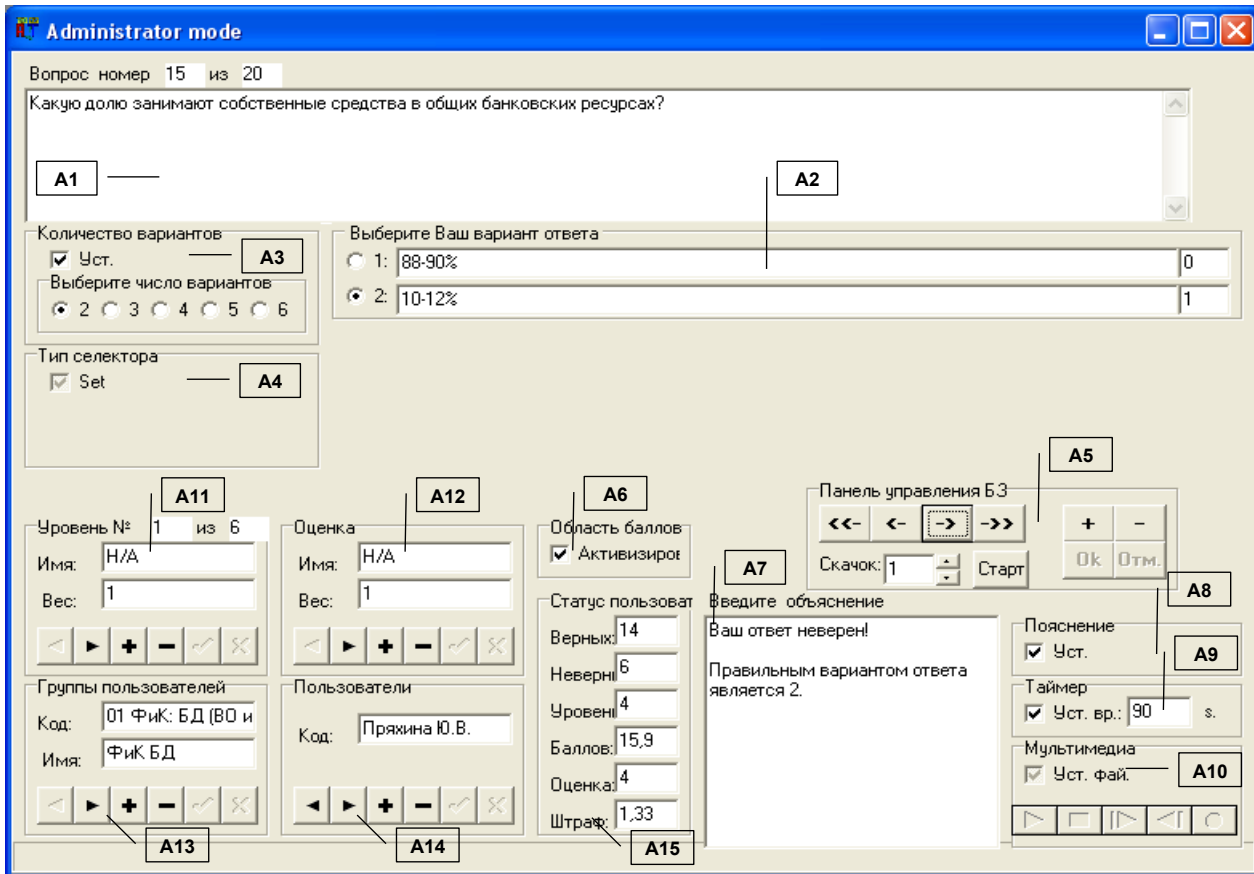 Administrator mode
Вопрос номер 15 из 20
Какую долю занимают собственные средства в общих банковских ресурсах?
A1
A2
Количество вариантов
Уст.
A3
Выберите число вариантов
2 3 4 5 6
Выберите Ваш вариант ответа
1: 88-90% 0
2: 10-12% 1
Тип селектора
Set
A4
A5
A11
A12
A6
Панель управления БЗ
<<- <- -> ->> + -
Скачок: 1 Старт Ok Отм.
Уровень № 1 из 6
Имя: Н/А
Вес: 1
Оценка
Имя: Н/А
Вес: 1
Область баллов
Активизиров
A7
A8
Статус пользоват
Верных: 14
Неверны 6
Уровень 4
Баллов: 15,9
Оценка: 4
Штраф: 1,33
Введите объяснение
Ваш ответ неверен!
Правильным вариантом ответа
является 2.
Пояснение
Уст.
A9
Таймер
Уст. вр.: 90 s.
Мультимедиа
Уст. фай.
A10
Группы пользователей
Код: 01 ФиК: БД (ВО и
Имя: ФиК БД
Пользователи
Код: Пряхина Ю.В.
A13
A14
A15